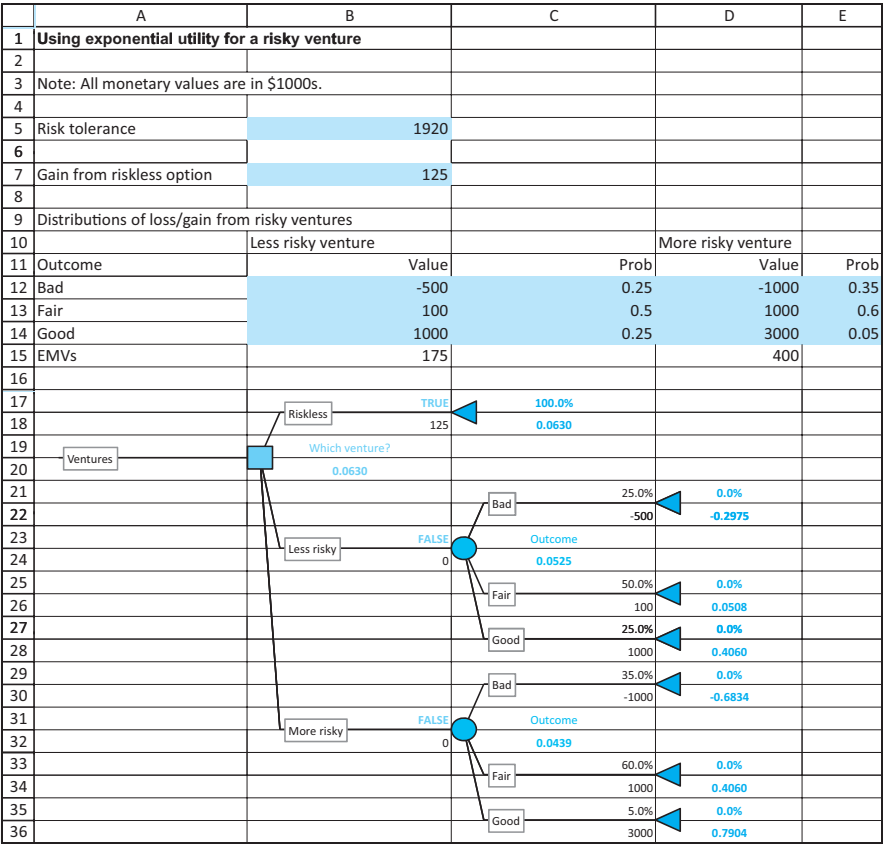 A B C D E
1 Using exponential utility for a risky venture
2
3 Note: All monetary values are in $1000s.
4
5 Risk tolerance 1920
6
7 Gain from riskless option 125
8
9 Distributions of loss/gain from risky ventures
10 Less risky venture More risky venture
11 Outcome Value Prob Value Prob
12 Bad -500 0.25 -1000 0.35
13 Fair 100 0.5 1000 0.6
14 Good 1000 0.25 3000 0.05
15 EMVs 175 400
16
17 TRUE 100.0%
Riskless
18 125 0.0630
19 Which venture?
Ventures
20 0.0630
21 25.0% 0.0%
Bad
22 -500 -0.2975
23 FALSE Outcome
Less risky
24 0 0.0525
25 50.0% 0.0%
Fair
26 100 0.0508
27 25.0% 0.0%
Good
28 1000 0.4060
29 35.0% 0.0%
Bad
30 -1000 -0.6834
31 FALSE Outcome
More risky
32 0 0.0439
33 60.0% 0.0%
Fair
34 1000 0.4060
35 5.0% 0.0%
Good
36 3000 0.7904